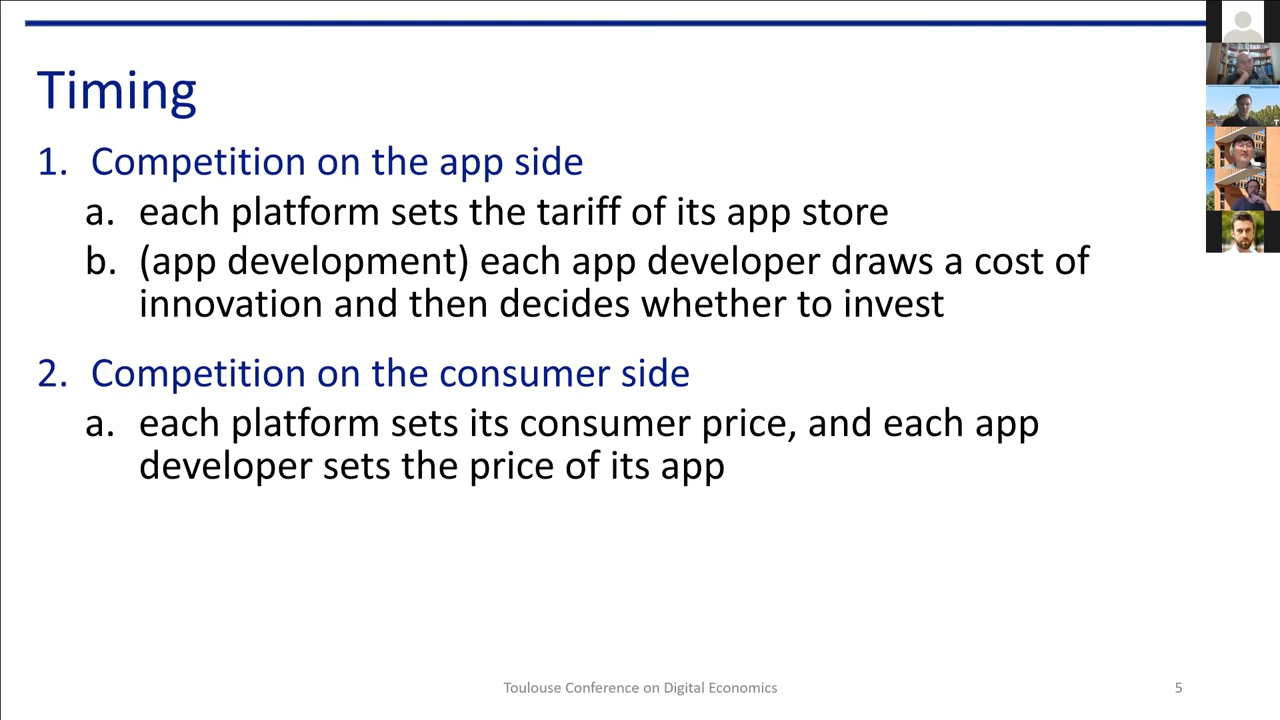 Timing
1. Competition on the app side
a. each platform sets the tariff of its app store
b. (app development) each app developer draws a cost of
innovation and then decides whether to invest
2. Competition on the consumer side
a. each platform sets its consumer price, and each app
developer sets the price of its app
Toulouse Conference on Digital Economics
5